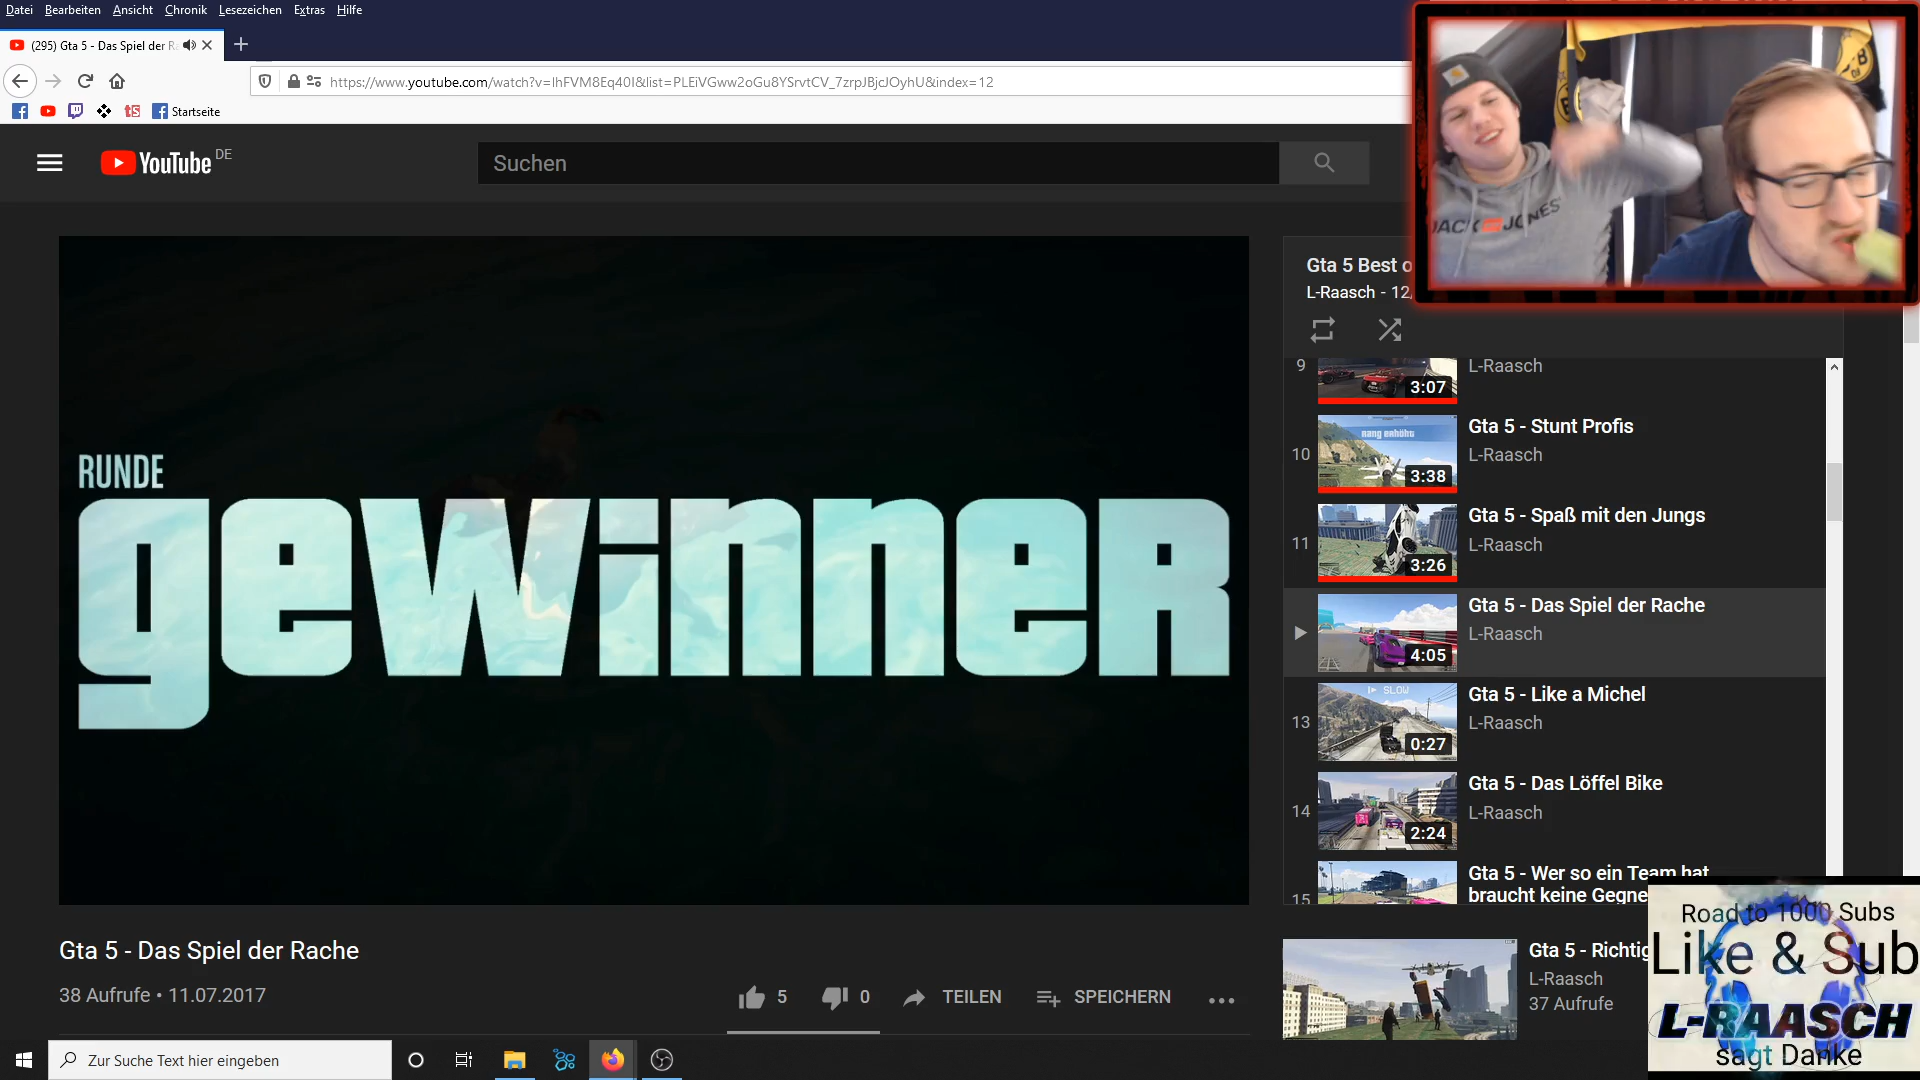 Datei Bearbeiten Ansicht Chronik Lesezeichen Extras Hilfe
(295) Gta 5 - Das Spiel der Ra
https://www.youtube.com/watch?v=lhFVM8Eq40I&list=PLEiVGww2oGu8YSrvtCV_7zrpJBjcJOyhU&index=12
Startseite
YouTube DE
Suchen
JACK JONES
RUNDE
gewinner
Gta 5 Best o
L-Raasch - 12
9
3:07
L-Raasch
10
RANG ERHÖHT
3:38
Gta 5 - Stunt Profis
L-Raasch
11
3:26
Gta 5 - Spaß mit den Jungs
L-Raasch
4:05
Gta 5 - Das Spiel der Rache
L-Raasch
13
SLOW
0:27
Gta 5 - Like a Michel
L-Raasch
14
2:24
Gta 5 - Das Löffel Bike
L-Raasch
15
Gta 5 - Wer so ein Team hat
braucht keine Gegne
Gta 5 - Das Spiel der Rache
38 Aufrufe • 11.07.2017
5 0 TEILEN SPEICHERN
Gta 5 - Richtig
L-Raasch
37 Aufrufe
Road to 1000 Subs
Like & Sub
L-RAASCH
sagt Danke
Zur Suche Text hier eingeben